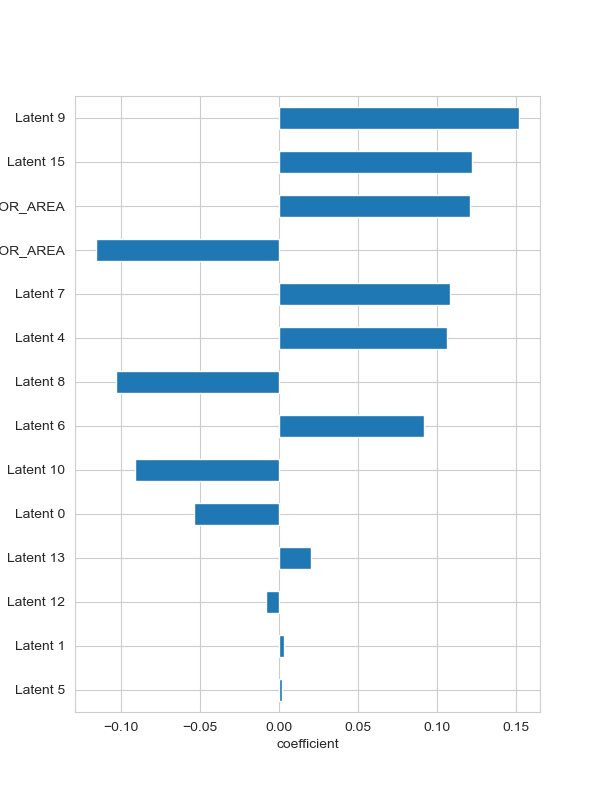 Latent 9
Latent 15
OR_AREA
OR_AREA
Latent 7
Latent 4
Latent 8
Latent 6
Latent 10
Latent 0
Latent 13
Latent 12
Latent 1
Latent 5
−0.10 −0.05 0.00 0.05 0.10 0.15
coefficient